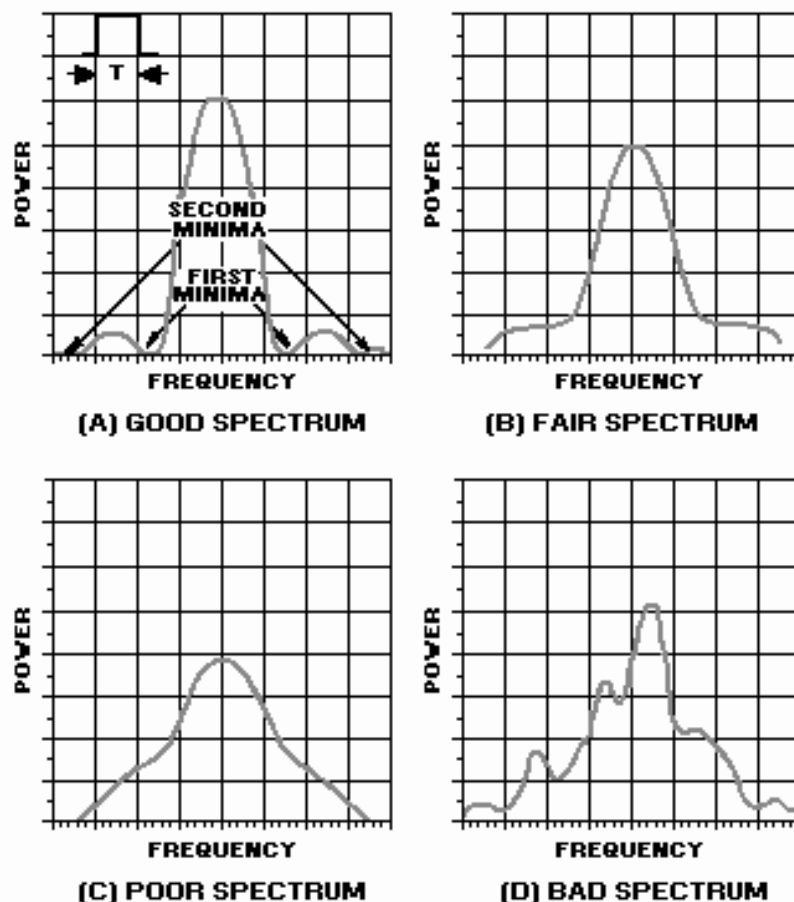 T
POWER
SECOND
MINIMA
FIRST
MINIMA
FREQUENCY
(A) GOOD SPECTRUM
POWER
FREQUENCY
(B) FAIR SPECTRUM
POWER
FREQUENCY
(C) POOR SPECTRUM
POWER
FREQUENCY
(D) BAD SPECTRUM